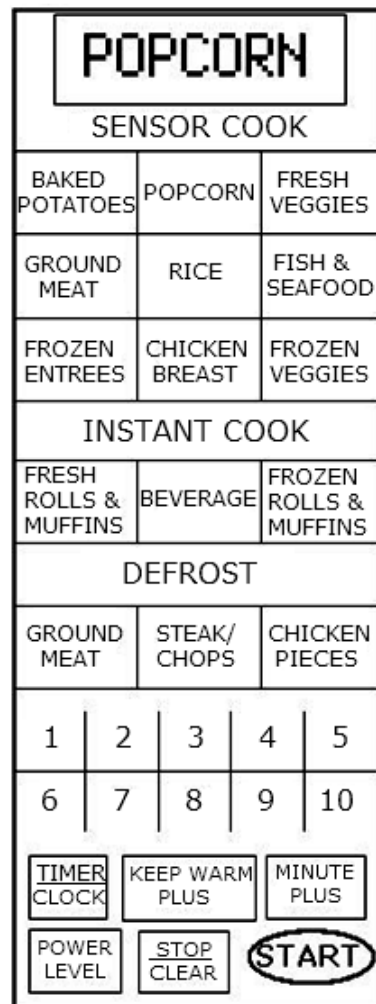 POPCORN
SENSOR COOK
BAKED POTATOES
POPCORN
FRESH VEGGIES
GROUND MEAT
RICE
FISH & SEAFOOD
FROZEN ENTREES
CHICKEN BREAST
FROZEN VEGGIES
INSTANT COOK
FRESH ROLLS & MUFFINS
BEVERAGE
FROZEN ROLLS & MUFFINS
DEFROST
GROUND MEAT
STEAK/ CHOPS
CHICKEN PIECES
1 2 3 4 5
6 7 8 9 10
TIMER CLOCK
KEEP WARM PLUS
MINUTE PLUS
POWER LEVEL
STOP CLEAR
START